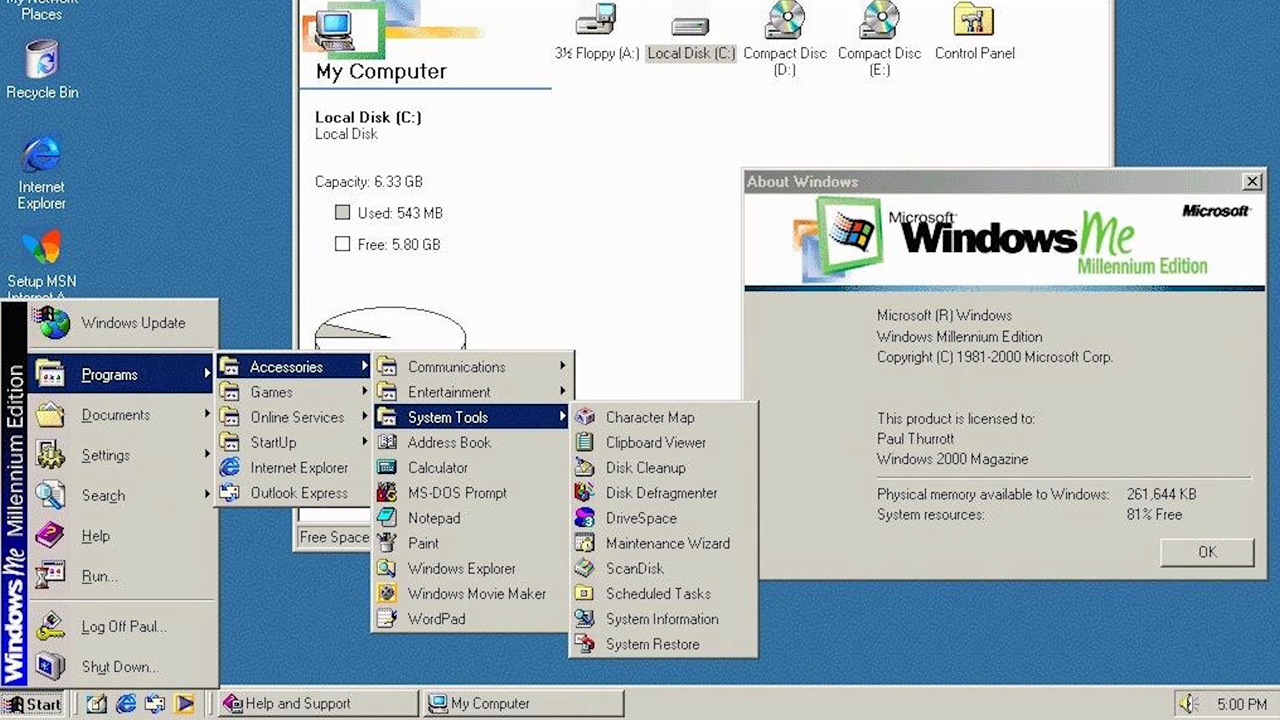 My Network
Places
Recycle Bin
Internet
Explorer
Setup MSN
My Computer
Local Disk (C:)
Local Disk
Capacity: 6.33 GB
Used: 543 MB
Free: 5.80 GB
Free Space
3½ Floppy (A:)
Local Disk (C:)
Compact Disc
(D:)
Compact Disc
(E:)
Control Panel
About Windows
Microsoft
Microsoft
Windows Me
Millennium Edition
Microsoft (R) Windows
Windows Millennium Edition
Copyright (C) 1981-2000 Microsoft Corp.
This product is licensed to:
Paul Thurrott
Windows 2000 Magazine
Physical memory available to Windows: 261,644 KB
System resources: 81% Free
OK
Windows Me Millennium Edition
Windows Update
Programs
Documents
Settings
Search
Help
Run...
Log Off Paul...
Shut Down...
Accessories
Games
Online Services
StartUp
Internet Explorer
Outlook Express
Communications
Entertainment
System Tools
Address Book
Calculator
MS-DOS Prompt
Notepad
Paint
Windows Explorer
Windows Movie Maker
WordPad
Character Map
Clipboard Viewer
Disk Cleanup
Disk Defragmenter
DriveSpace
Maintenance Wizard
ScanDisk
Scheduled Tasks
System Information
System Restore
Start
Help and Support
My Computer
5:00 PM